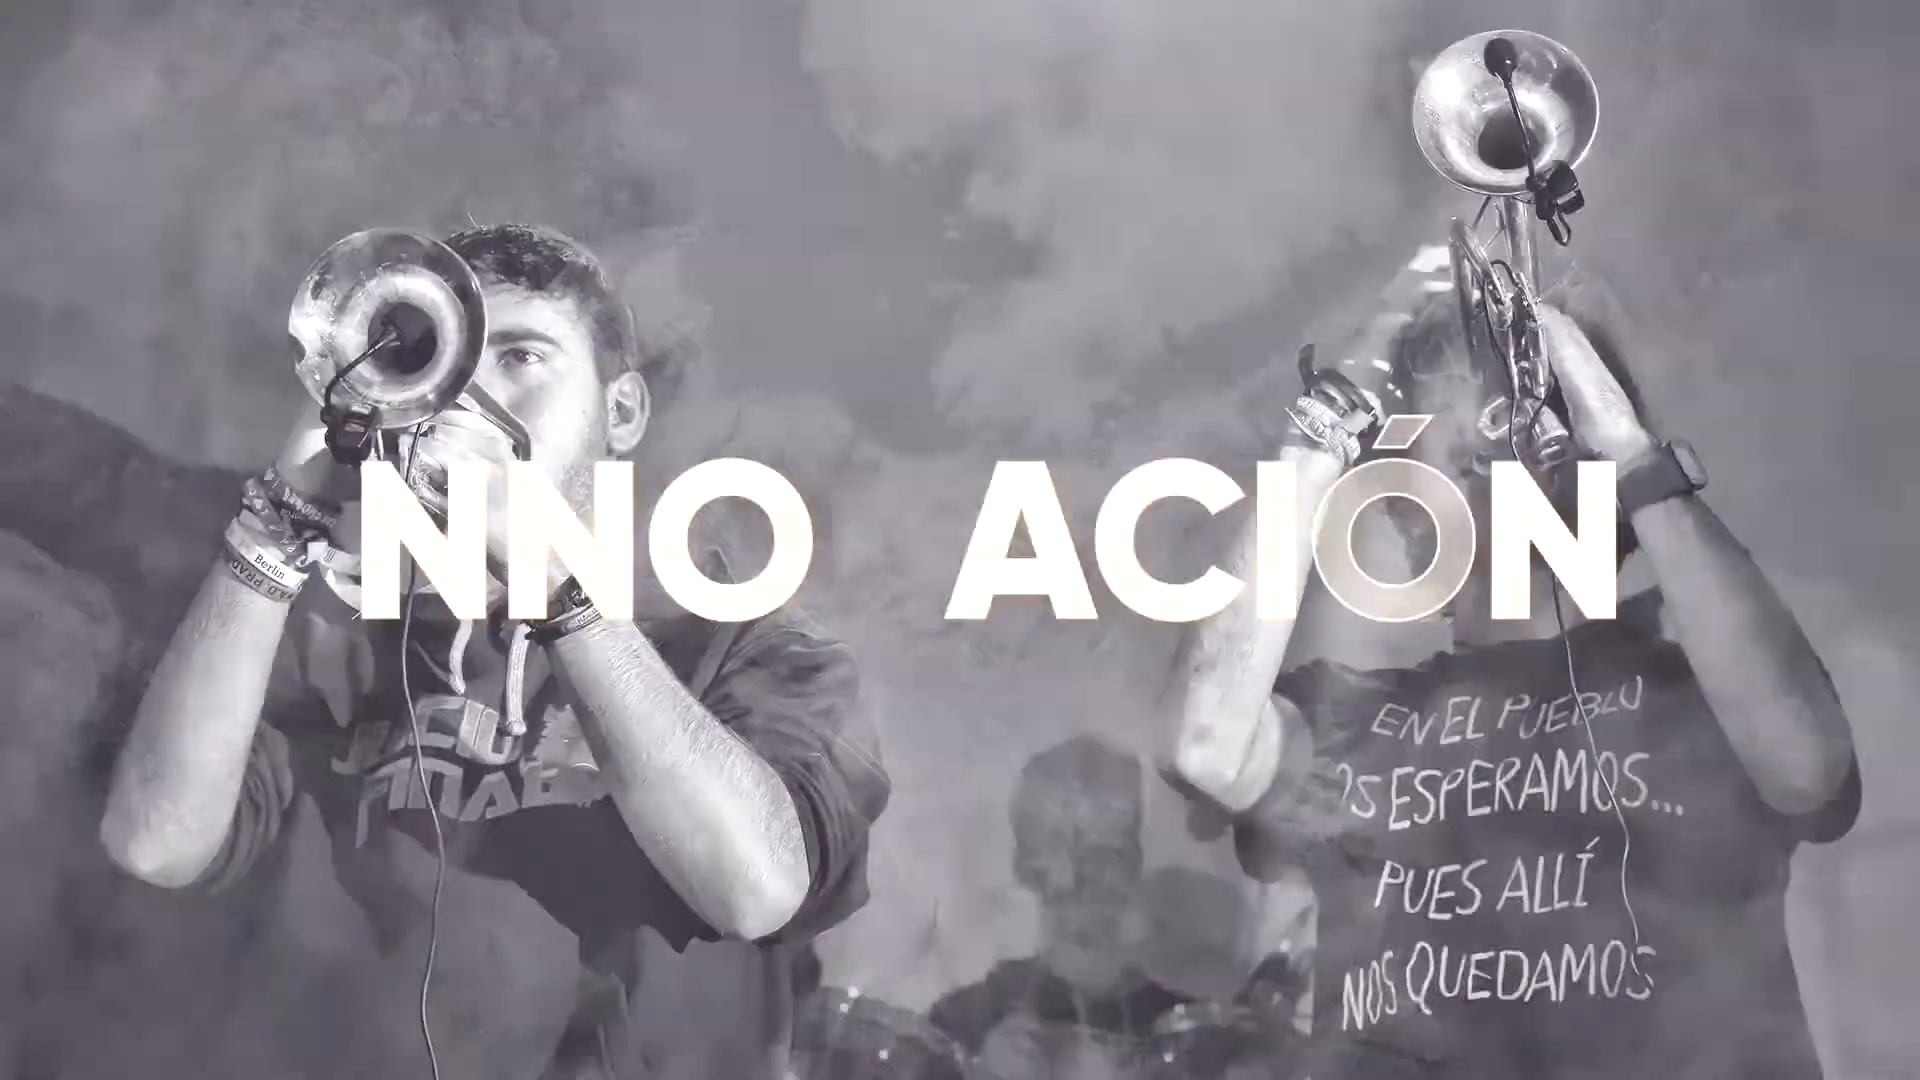 NNO ACIÓN
Berlin
EN EL PUEBLO
OS ESPERAMOS...
PUES ALLÍ
NOS QUEDAMOS